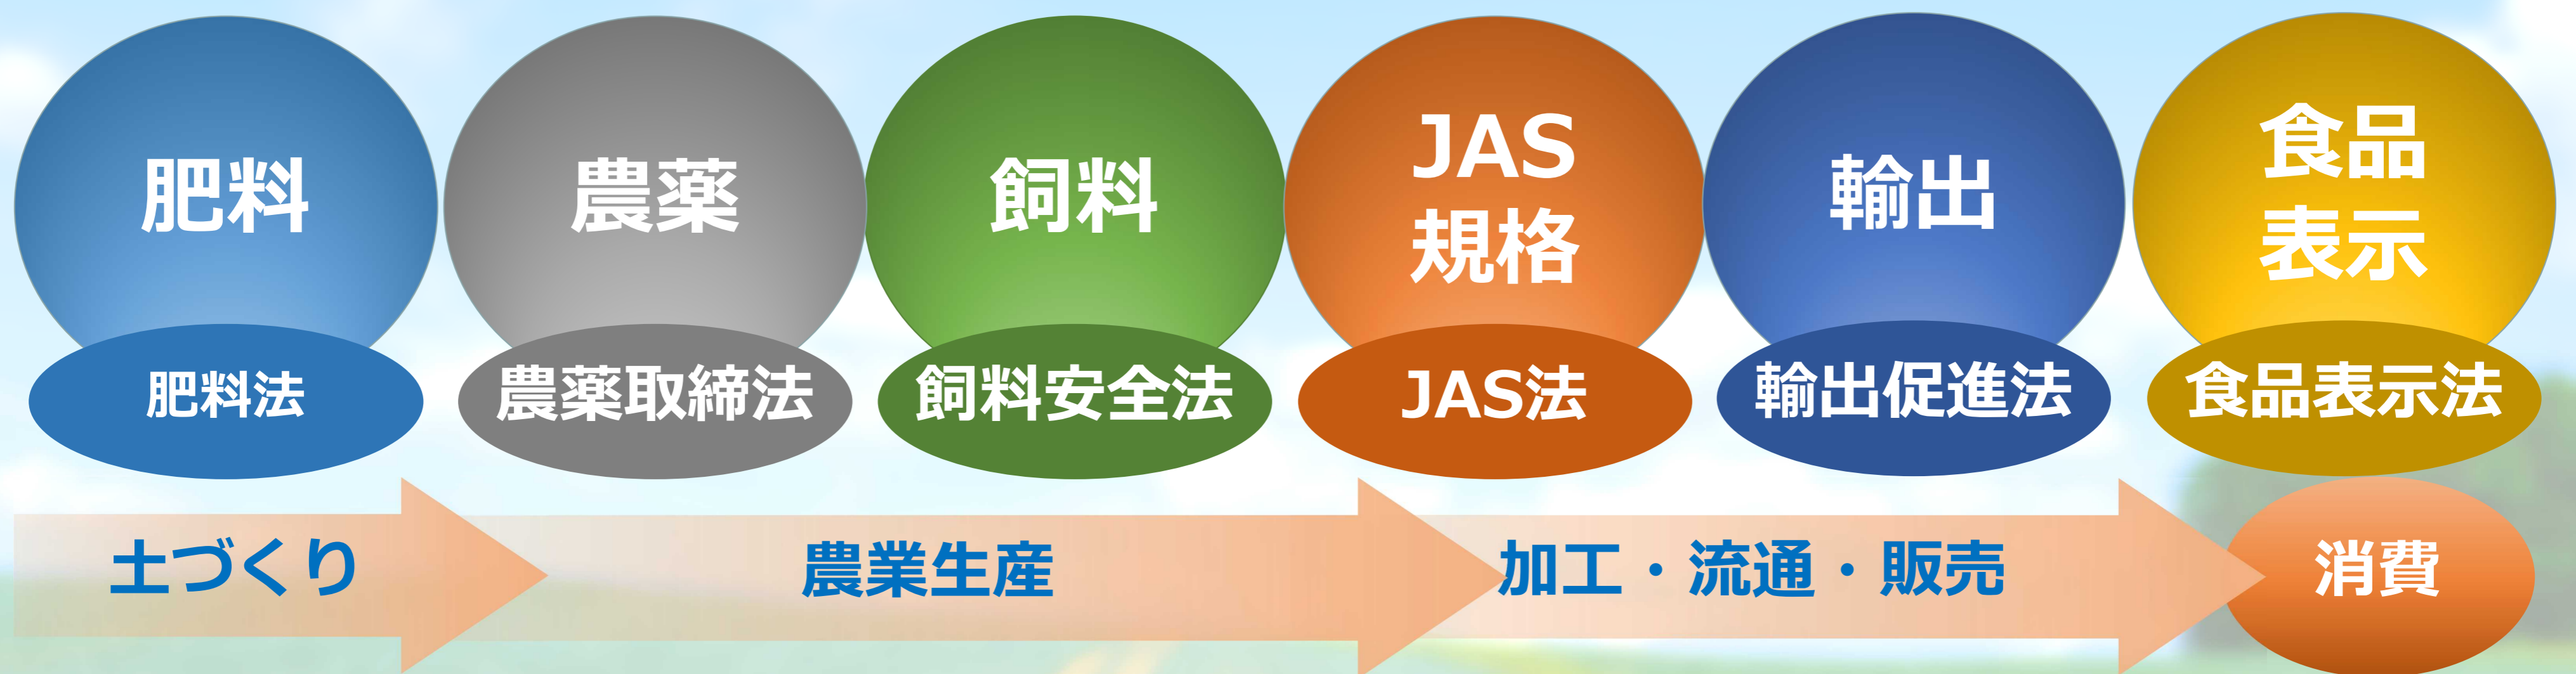 肥料
農薬
飼料
JAS
規格
輸出
食品
表示
肥料法
農薬取締法
飼料安全法
JAS法
輸出促進法
食品表示法
土づくり
農業生産
加工・流通・販売
消費